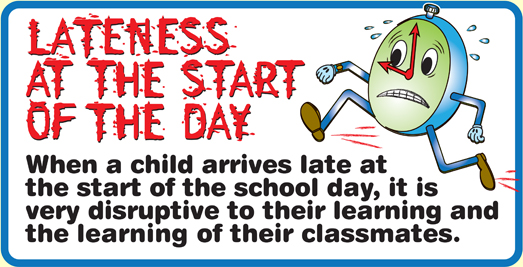 LATENESS
AT THE START
OF THE DAY
When a child arrives late at
the start of the school day, it is
very disruptive to their learning and
the learning of their classmates.